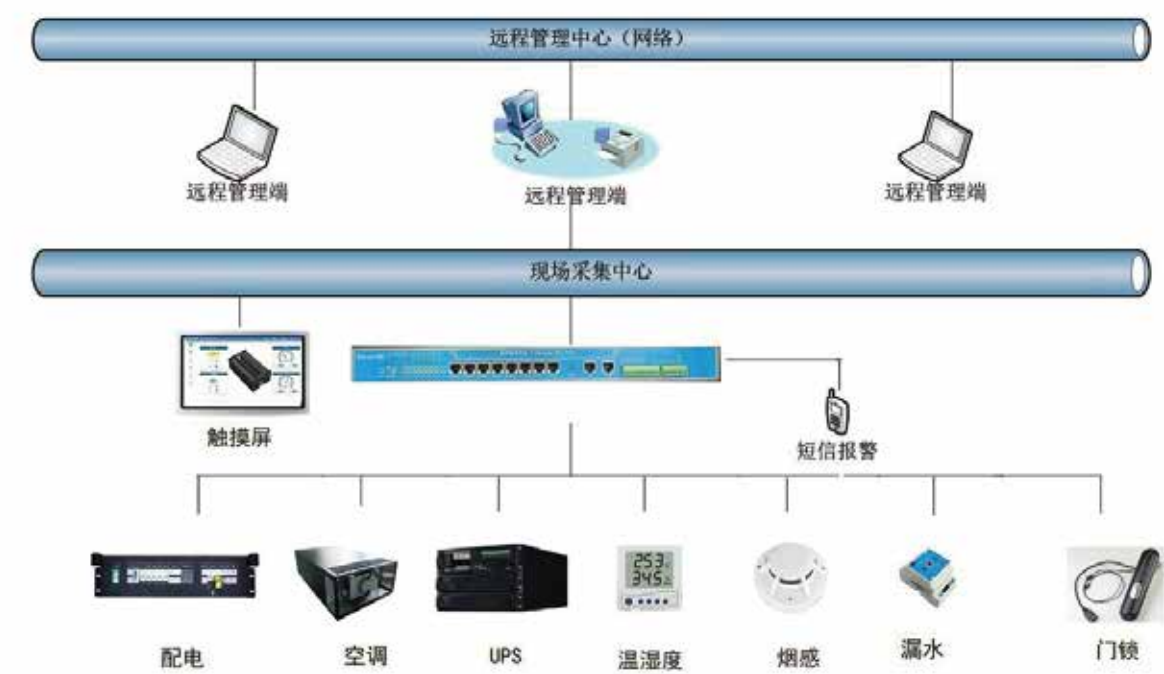 远程管理中心（网络）
远程管理端
远程管理端
远程管理端
现场采集中心
触摸屏
短信报警
253
345
配电
空调
UPS
温湿度
烟感
漏水
门锁